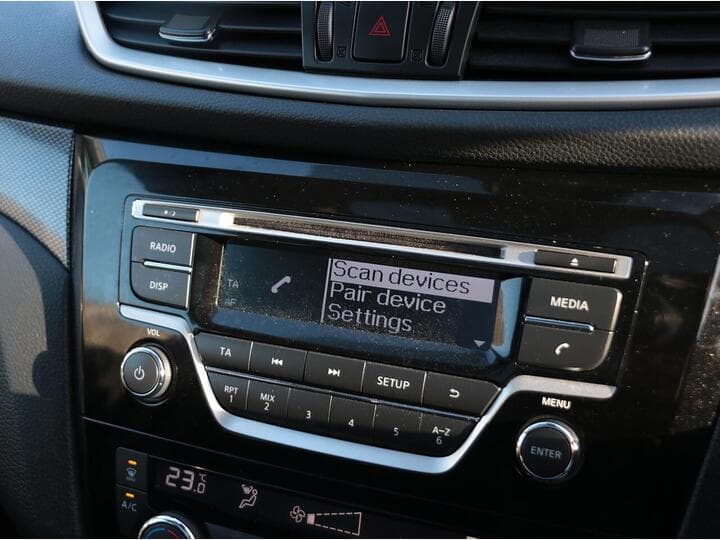 RADIO
DISP
TA
AF
Scan devices
Pair device
Settings
MEDIA
VOL
TA
SETUP
RPT
1
MIX
2
3
4
5
A-Z
6
MENU
ENTER
A/C
23.0
°C